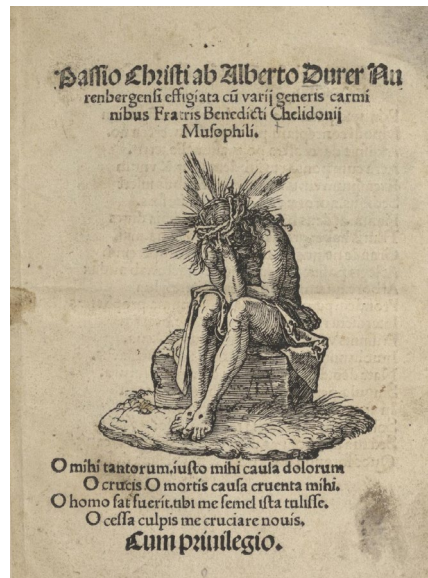 Passio Christi ab Alberto Durer Nu
renbergensi effigiata cū varij generis carmi
nibus Fratris Benedicti Chelidonij
Musophili.
O mihi tantorum. iusto mihi causa dolorum
O crucis O mortis causa cruenta mihi.
O homo sat fuerit. tibi me semel ista tulisse.
O cessa culpis me cruciare nouis.
Cum priuilegio.